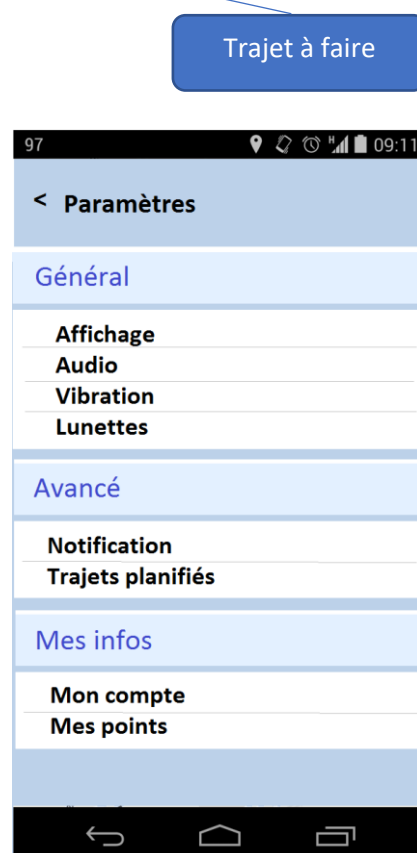 Trajet à faire
97
H
09:11
< Paramètres
Général
Affichage
Audio
Vibration
Lunettes
Avancé
Notification
Trajets planifiés
Mes infos
Mon compte
Mes points